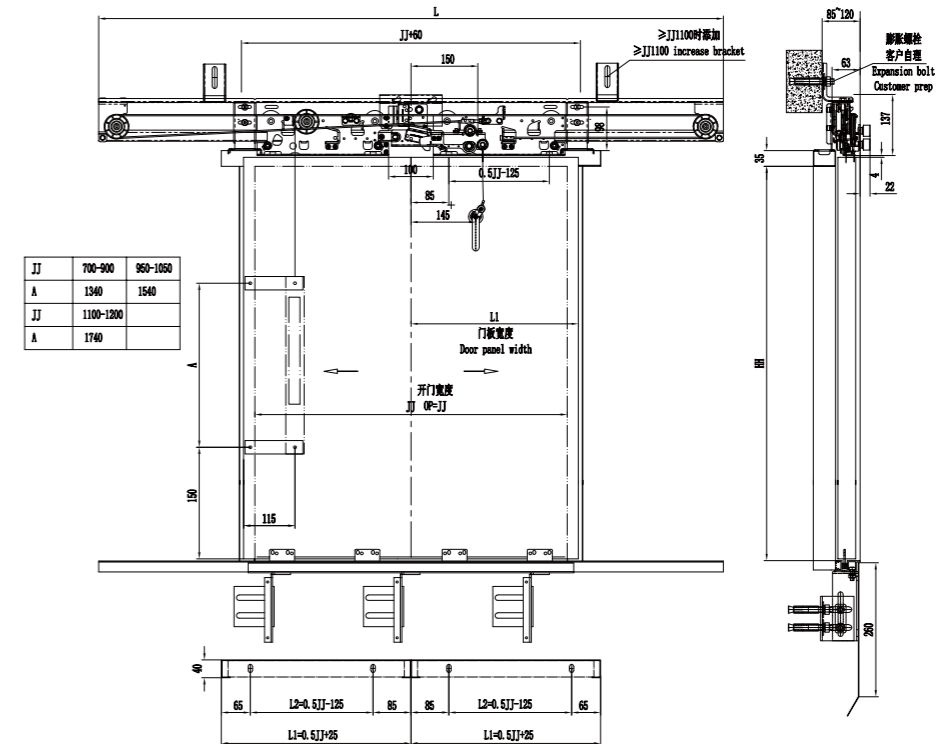 L
85~120
JJ+60
≥JJ1100时添加
≥JJ1100 increase bracket
膨胀螺栓
客户自理
Expansion bolt
Customer prep
150
63
98
137
35
100
0.5JJ-125
4
85
22
145
JJ 700-900 950-1050
A 1340 1540
JJ 1100-1200
A 1740
L1
门板宽度
Door panel width
A
HH
开门宽度
JJ OP=JJ
150
115
260
40
65 L2=0.5JJ-125 85 85 L2=0.5JJ-125 65
L1=0.5JJ+25 L1=0.5JJ+25